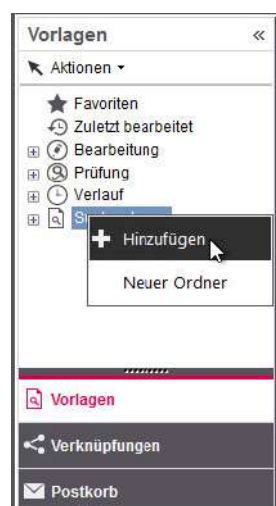 Vorlagen «
Aktionen
Favoriten
Zuletzt bearbeitet
Bearbeitung
Prüfung
Verlauf
Hinzufügen
Neuer Ordner
Vorlagen
Verknüpfungen
Postkorb